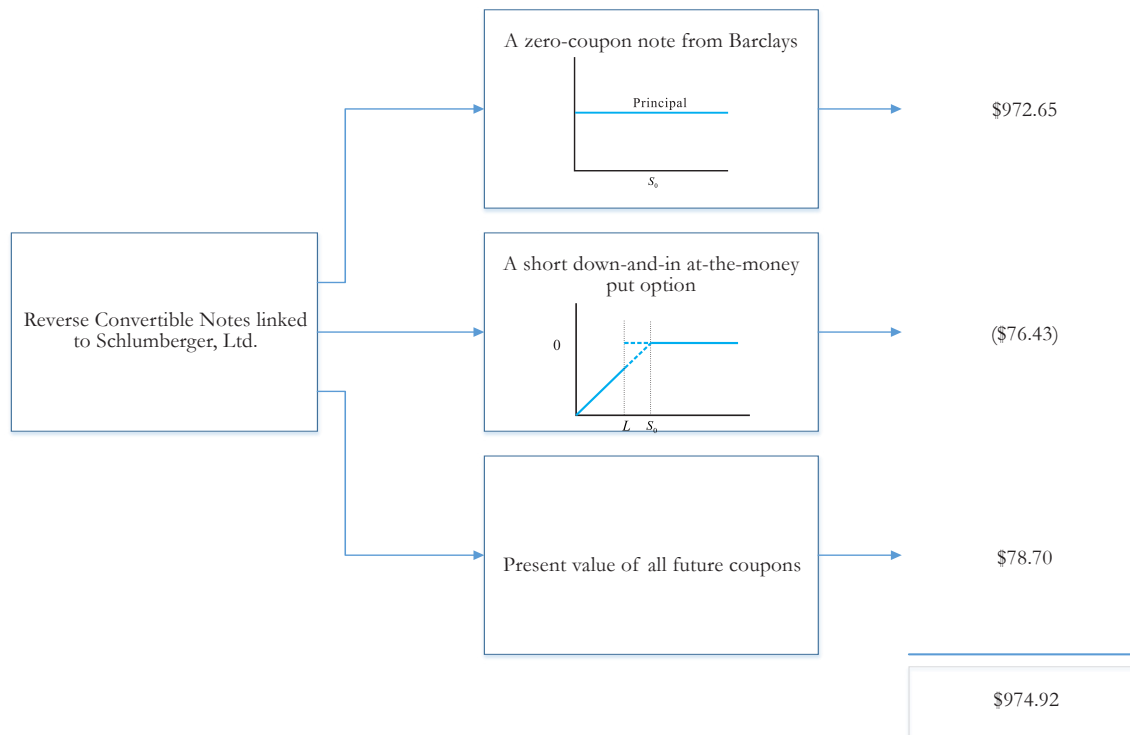 A zero-coupon note from Barclays
Principal
S₀
$972.65
Reverse Convertible Notes linked
to Schlumberger, Ltd.
A short down-and-in at-the-money
put option
0
L S₀
($76.43)
Present value of all future coupons
$78.70
$974.92